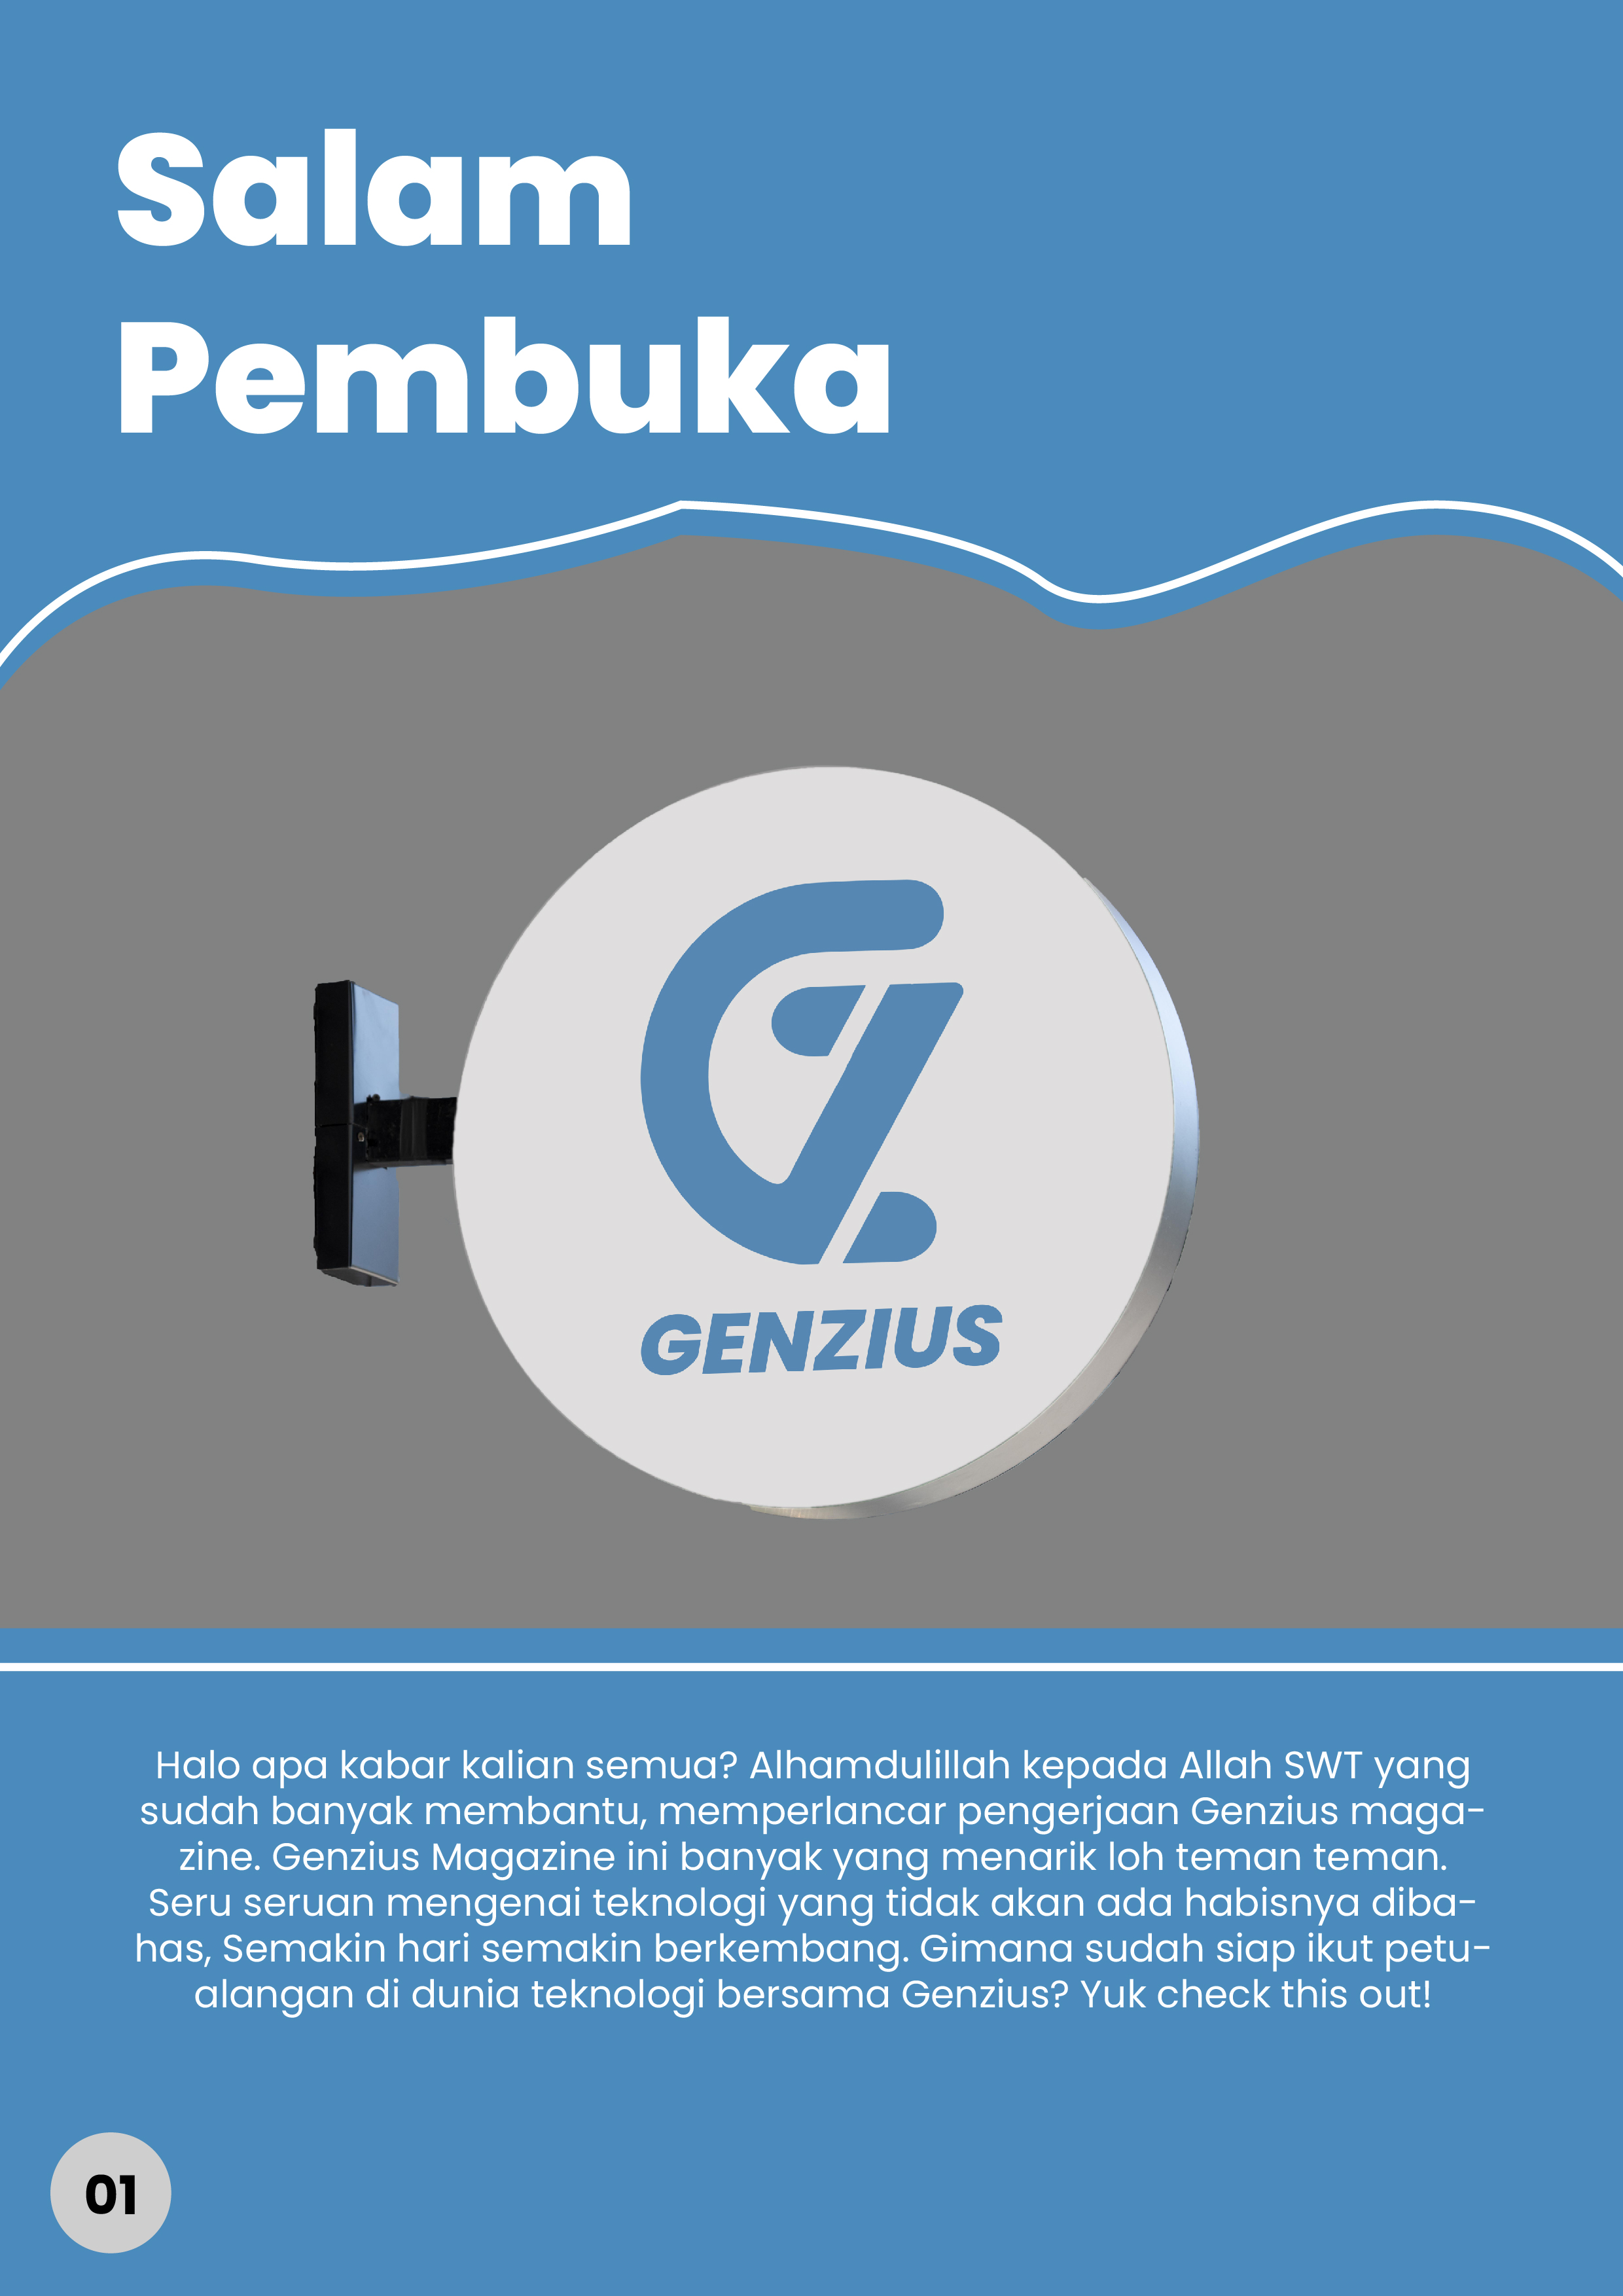 Salam
Pembuka
GENZIUS
Halo apa kabar kalian semua? Alhamdulillah kepada Allah SWT yang
sudah banyak membantu, memperlancar pengerjaan Genzius maga-
zine. Genzius Magazine ini banyak yang menarik loh teman teman.
Seru seruan mengenai teknologi yang tidak akan ada habisnya diba-
has, Semakin hari semakin berkembang. Gimana sudah siap ikut petu-
alangan di dunia teknologi bersama Genzius? Yuk check this out!
01